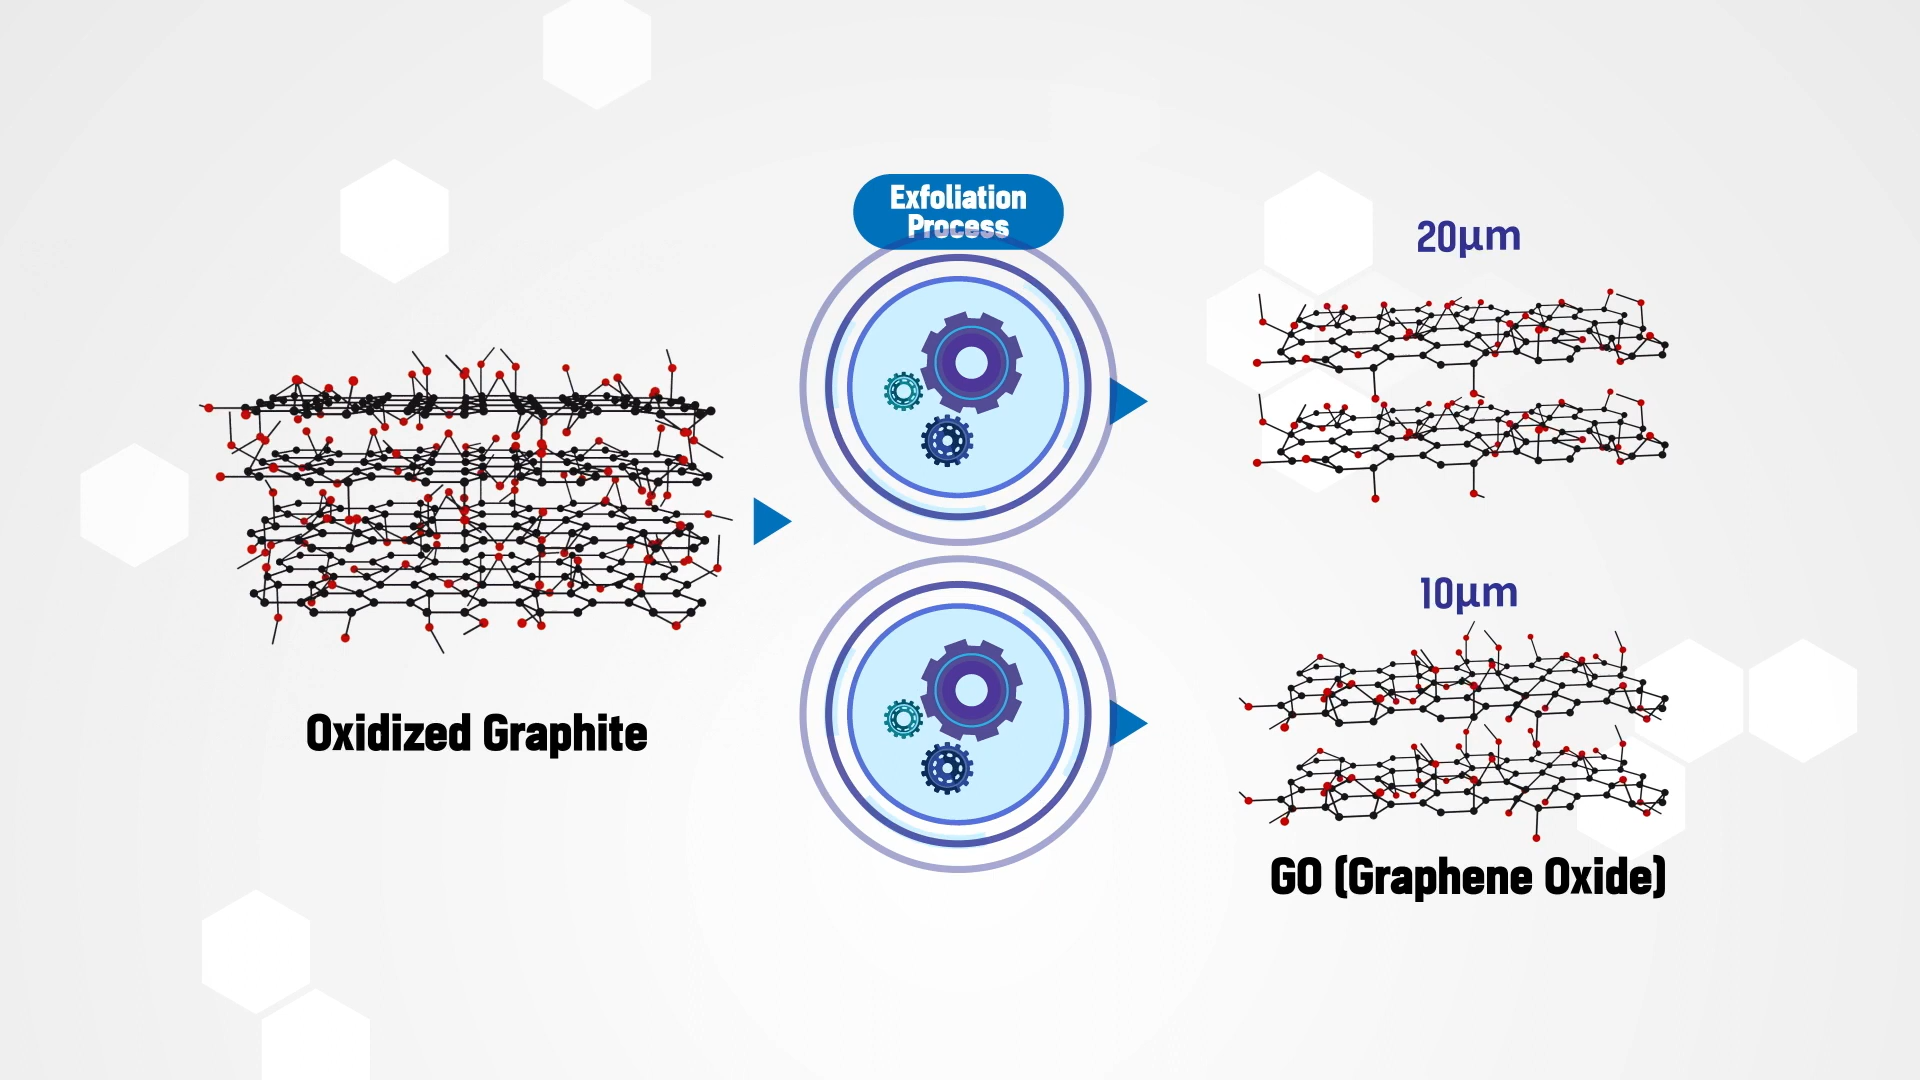 Exfoliation
Process
20μm
10μm
Oxidized Graphite
GO (Graphene Oxide)